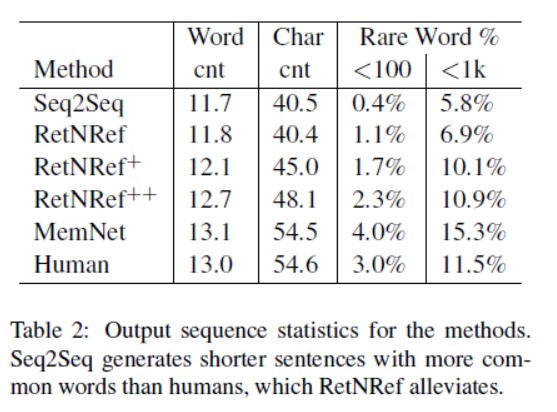 Word Char Rare Word %
Method cnt cnt <100 <1k
Seq2Seq 11.7 40.5 0.4% 5.8%
RetNRef 11.8 40.4 1.1% 6.9%
RetNRef+ 12.1 45.0 1.7% 10.1%
RetNRef++ 12.7 48.1 2.3% 10.9%
MemNet 13.1 54.5 4.0% 15.3%
Human 13.0 54.6 3.0% 11.5%
Table 2: Output sequence statistics for the methods.
Seq2Seq generates shorter sentences with more com-
mon words than humans, which RetNRef alleviates.